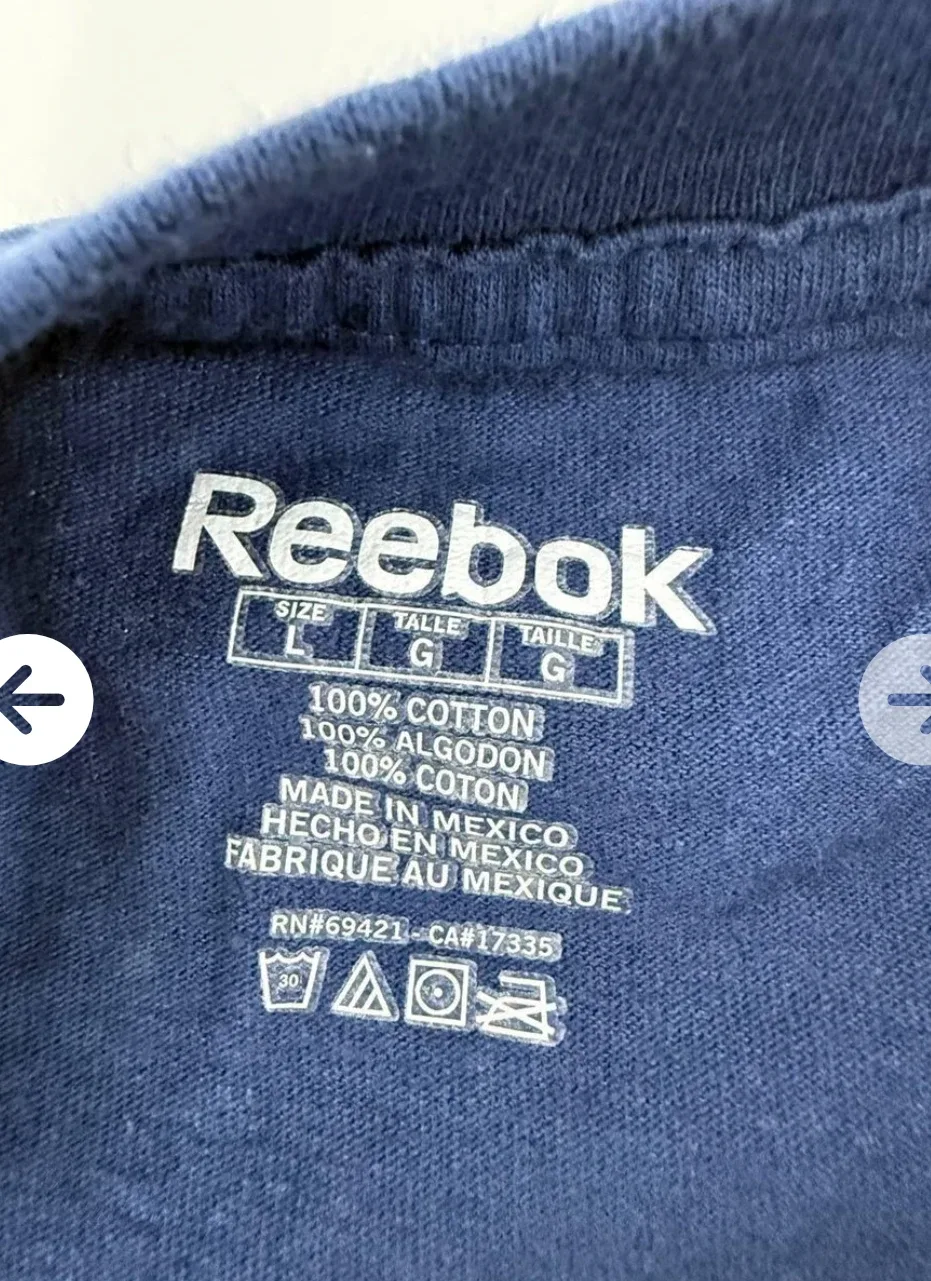 Reebok
SIZE TALLE TAILLE
L G G
100% COTTON
100% ALGODON
100% COTON
MADE IN MEXICO
HECHO EN MEXICO
FABRIQUE AU MEXIQUE
RN#69421 - CA#17335
30